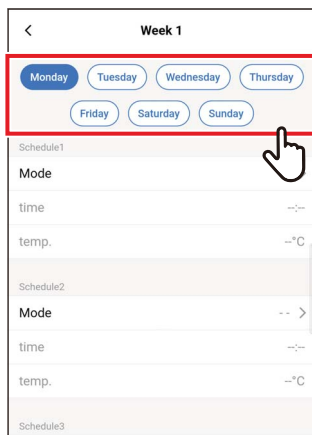 Week 1
Monday Tuesday Wednesday Thursday
Friday Saturday Sunday
Schedule1
Mode
time --:--
temp. --°C
Schedule2
Mode -- >
time --:--
temp. --°C
Schedule3